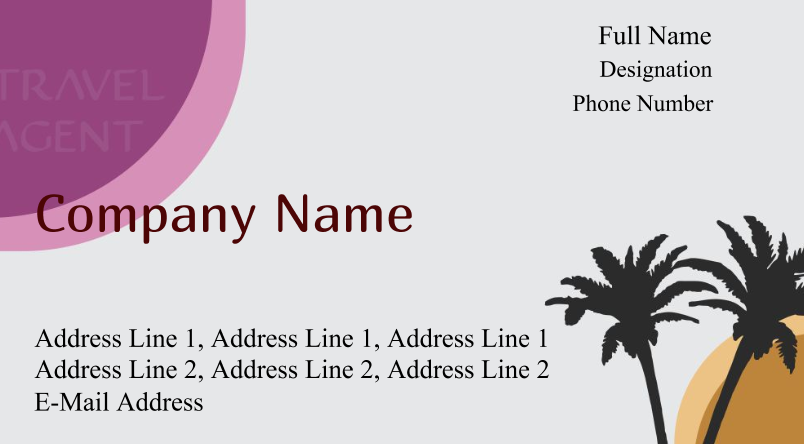 TRAVEL
AGENT
Full Name
Designation
Phone Number
Company Name
Address Line 1, Address Line 1, Address Line 1
Address Line 2, Address Line 2, Address Line 2
E-Mail Address